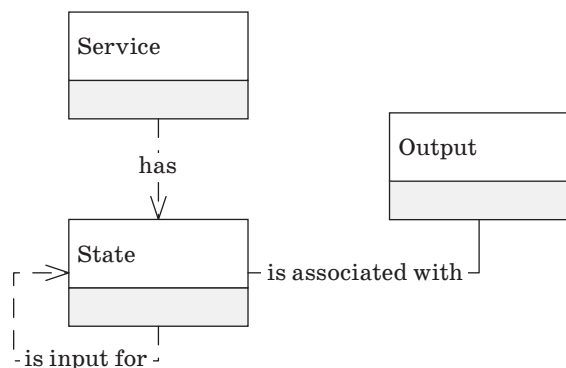 Service
Output
has
State
is associated with
is input for